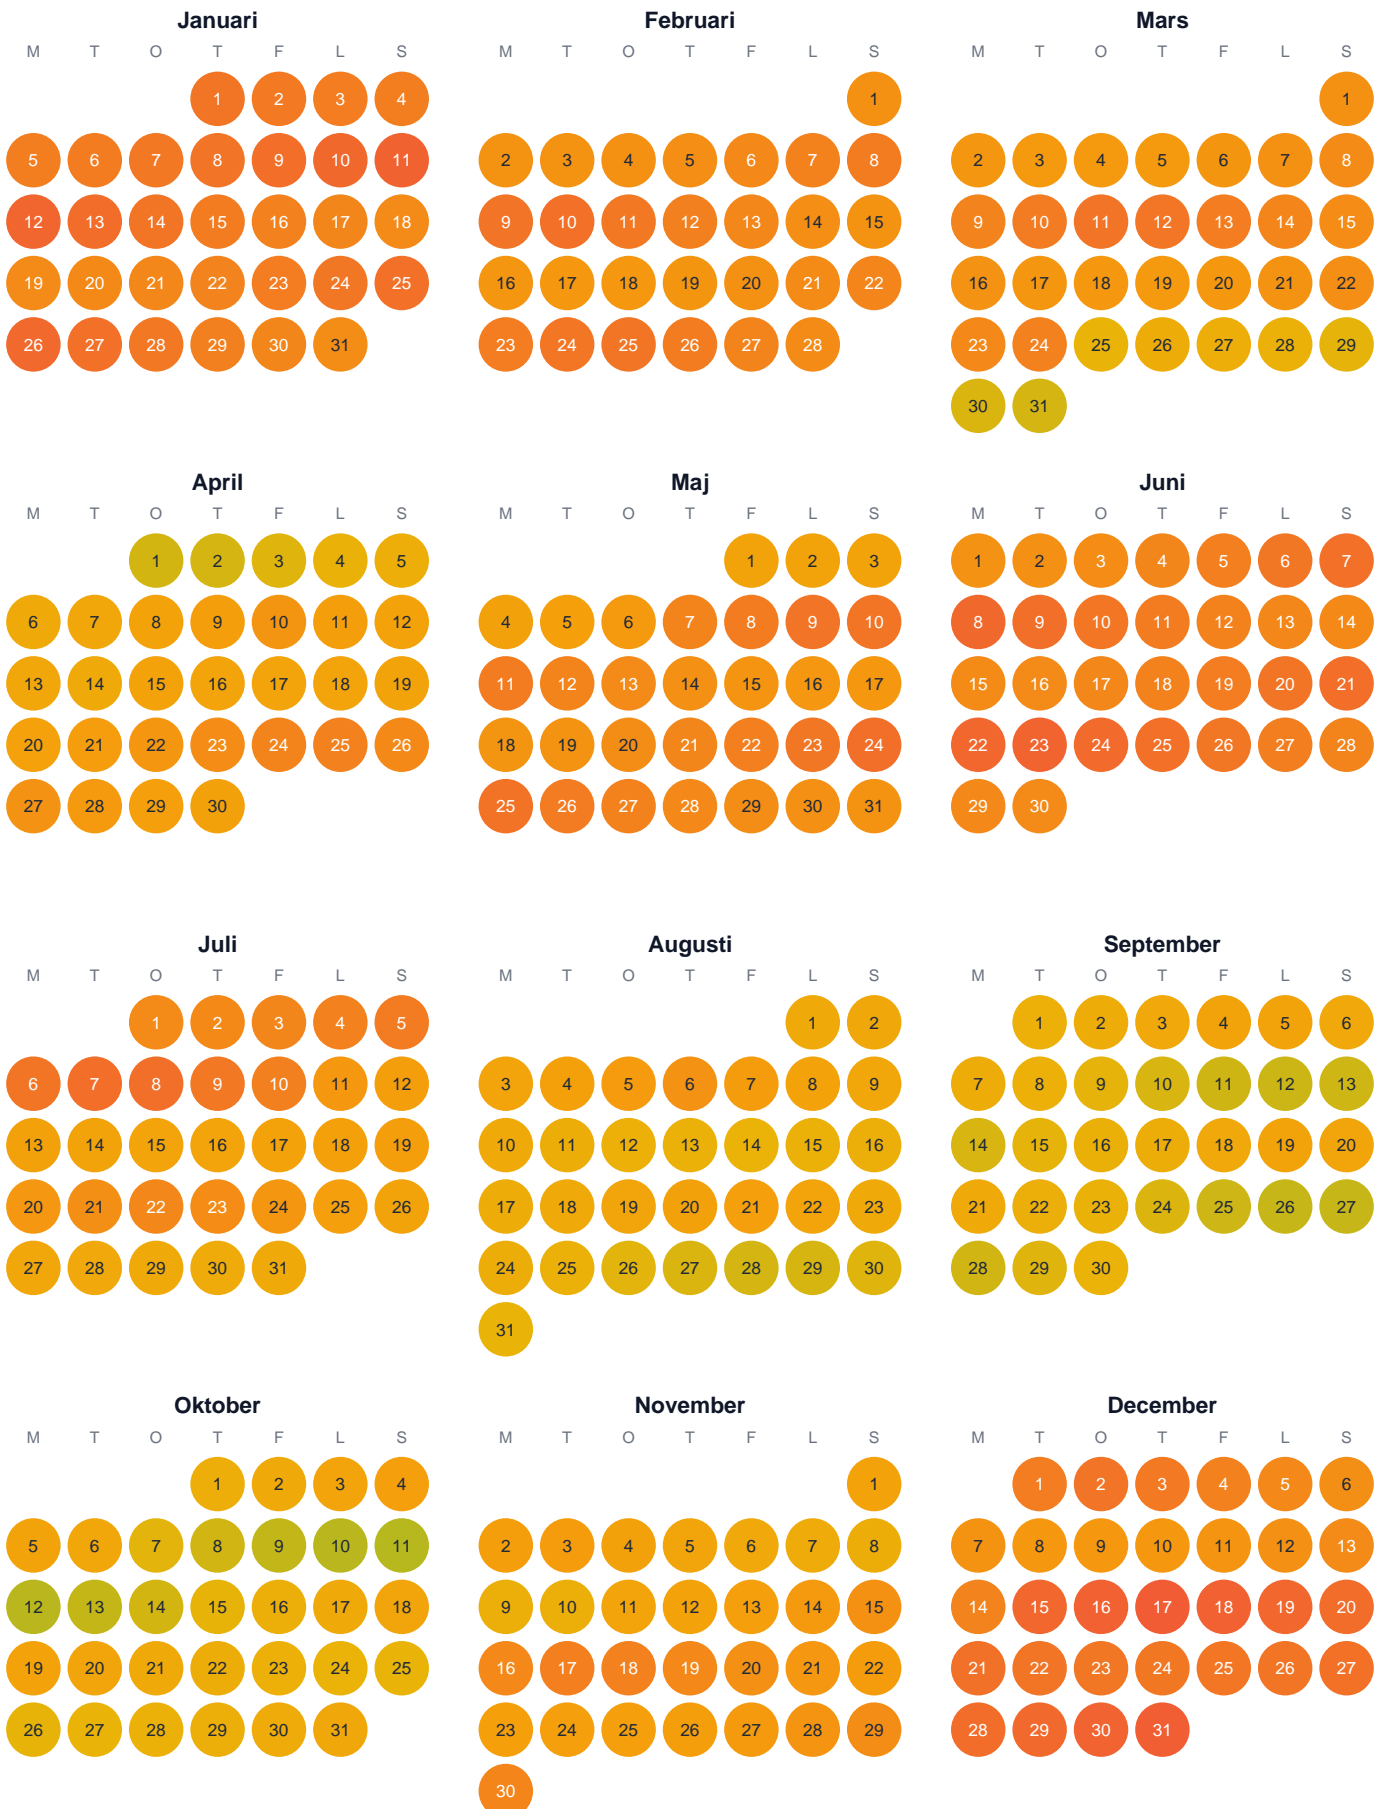 Januari Februari Mars
M T O T F L S M T O T F L S M T O T F L S
1 2 3 4 1 1
5 6 7 8 9 10 11 2 3 4 5 6 7 8 2 3 4 5 6 7 8
12 13 14 15 16 17 18 9 10 11 12 13 14 15 9 10 11 12 13 14 15
19 20 21 22 23 24 25 16 17 18 19 20 21 22 16 17 18 19 20 21 22
26 27 28 29 30 31 23 24 25 26 27 28 23 24 25 26 27 28 29
30 31
April Maj Juni
M T O T F L S M T O T F L S M T O T F L S
1 2 3 4 5 1 2 3 1 2 3 4 5 6 7
6 7 8 9 10 11 12 4 5 6 7 8 9 10 8 9 10 11 12 13 14
13 14 15 16 17 18 19 11 12 13 14 15 16 17 15 16 17 18 19 20 21
20 21 22 23 24 25 26 18 19 20 21 22 23 24 22 23 24 25 26 27 28
27 28 29 30 25 26 27 28 29 30 31 29 30
Juli Augusti September
M T O T F L S M T O T F L S M T O T F L S
1 2 3 4 5 1 2 1 2 3 4 5 6
6 7 8 9 10 11 12 3 4 5 6 7 8 9 7 8 9 10 11 12 13
13 14 15 16 17 18 19 10 11 12 13 14 15 16 14 15 16 17 18 19 20
20 21 22 23 24 25 26 17 18 19 20 21 22 23 21 22 23 24 25 26 27
27 28 29 30 31 24 25 26 27 28 29 30 28 29 30
31
Oktober November December
M T O T F L S M T O T F L S M T O T F L S
1 2 3 4 1 1 2 3 4 5 6
5 6 7 8 9 10 11 2 3 4 5 6 7 8 7 8 9 10 11 12 13
12 13 14 15 16 17 18 9 10 11 12 13 14 15 14 15 16 17 18 19 20
19 20 21 22 23 24 25 16 17 18 19 20 21 22 21 22 23 24 25 26 27
26 27 28 29 30 31 23 24 25 26 27 28 29 28 29 30 31
30